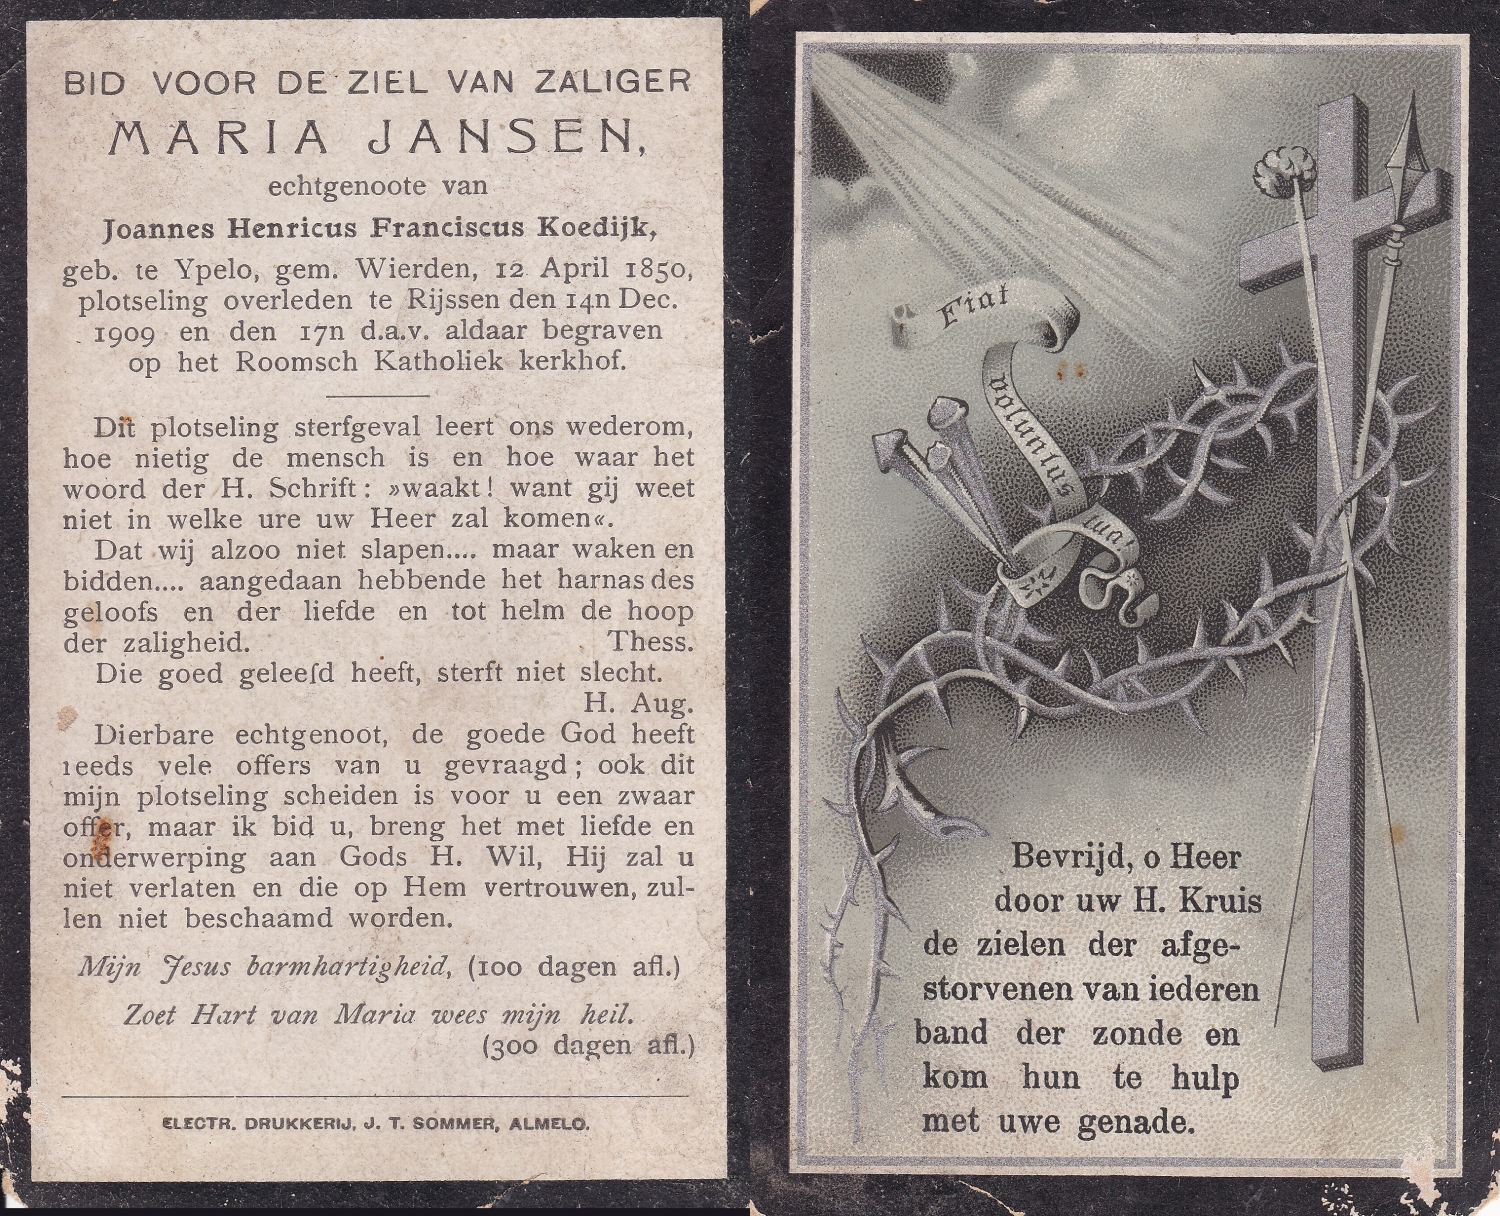 BID VOOR DE ZIEL VAN ZALIGER
MARIA JANSEN,
echtgenoote van
Joannes Henricus Franciscus Koedijk,
geb. te Ypelo, gem. Wierden, 12 April 1850,
plotseling overleden te Rijssen den 14n Dec.
1909 en den 17n d.a.v. aldaar begraven
op het Roomsch Katholiek kerkhof.
Dit plotseling sterfgeval leert ons wederom,
hoe nietig de mensch is en hoe waar het
woord der H. Schrift: »waakt! want gij weet
niet in welke ure uw Heer zal komen«.
Dat wij alzoo niet slapen.... maar waken en
bidden.... aangedaan hebbende het harnas des
geloofs en der liefde en tot helm de hoop
der zaligheid. Thess.
Die goed geleefd heeft, sterft niet slecht.
H. Aug.
Dierbare echtgenoot, de goede God heeft
reeds vele offers van u gevraagd; ook dit
mijn plotseling scheiden is voor u een zwaar
offer, maar ik bid u, breng het met liefde en
onderwerping aan Gods H. Wil, Hij zal u
niet verlaten en die op Hem vertrouwen, zul-
len niet beschaamd worden.
Mijn Jesus barmhartigheid, (100 dagen afl.)
Zoet Hart van Maria wees mijn heil.
(300 dagen afl.)
ELECTR. DRUKKERIJ, J. T. SOMMER, ALMELO.
Fiat
voluntas
tua!
Bevrijd, o Heer
door uw H. Kruis
de zielen der afge-
storvenen van iederen
band der zonde en
kom hun te hulp
met uwe genade.